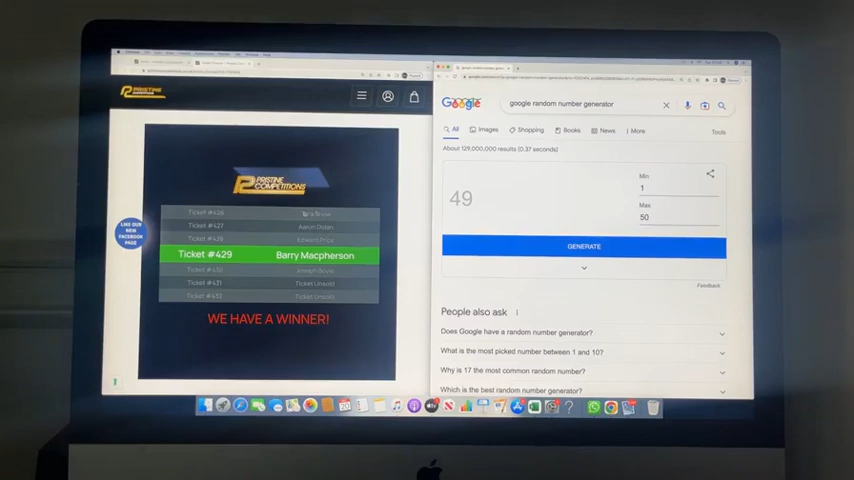 PRISTINE
COMPETITIONS
LIKE OUR
NEW
FACEBOOK
PAGE
PRISTINE
COMPETITIONS
Ticket #426
Ticket #427 Aaron Dolan
Ticket #428 Edward Price
Ticket #429 Barry Macpherson
Ticket #430 Joseph Boyle
Ticket #431 Ticket Unsold
Ticket #432 Ticket Unsold
WE HAVE A WINNER!
Google
google random number generator
All Images Shopping Books News More Tools
About 129,000,000 results (0.37 seconds)
49
Min
1
Max
50
GENERATE
Feedback
People also ask
Does Google have a random number generator?
What is the most picked number between 1 and 10?
Why is 17 the most common random number?
Which is the best random number generator?